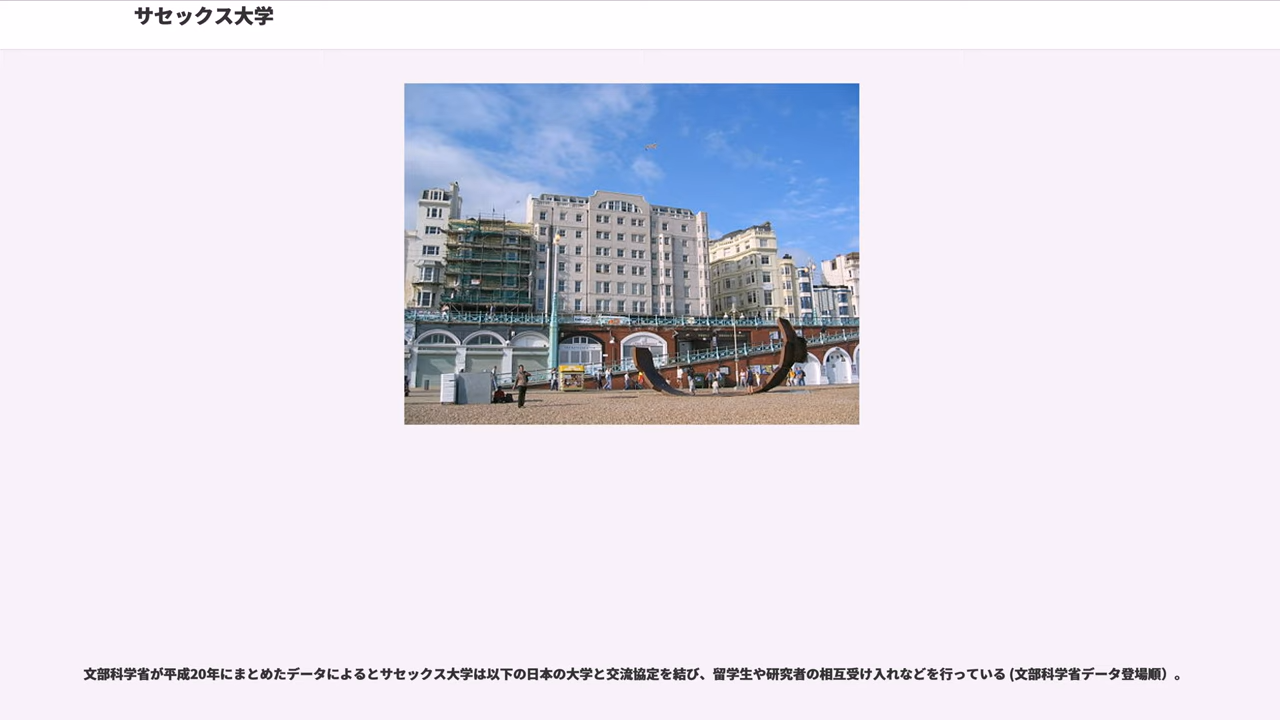 サセックス大学
文部科学省が平成20年にまとめたデータによるとサセックス大学は以下の日本の大学と交流協定を結び、留学生や研究者の相互受け入れなどを行っている (文部科学省データ登場順）。